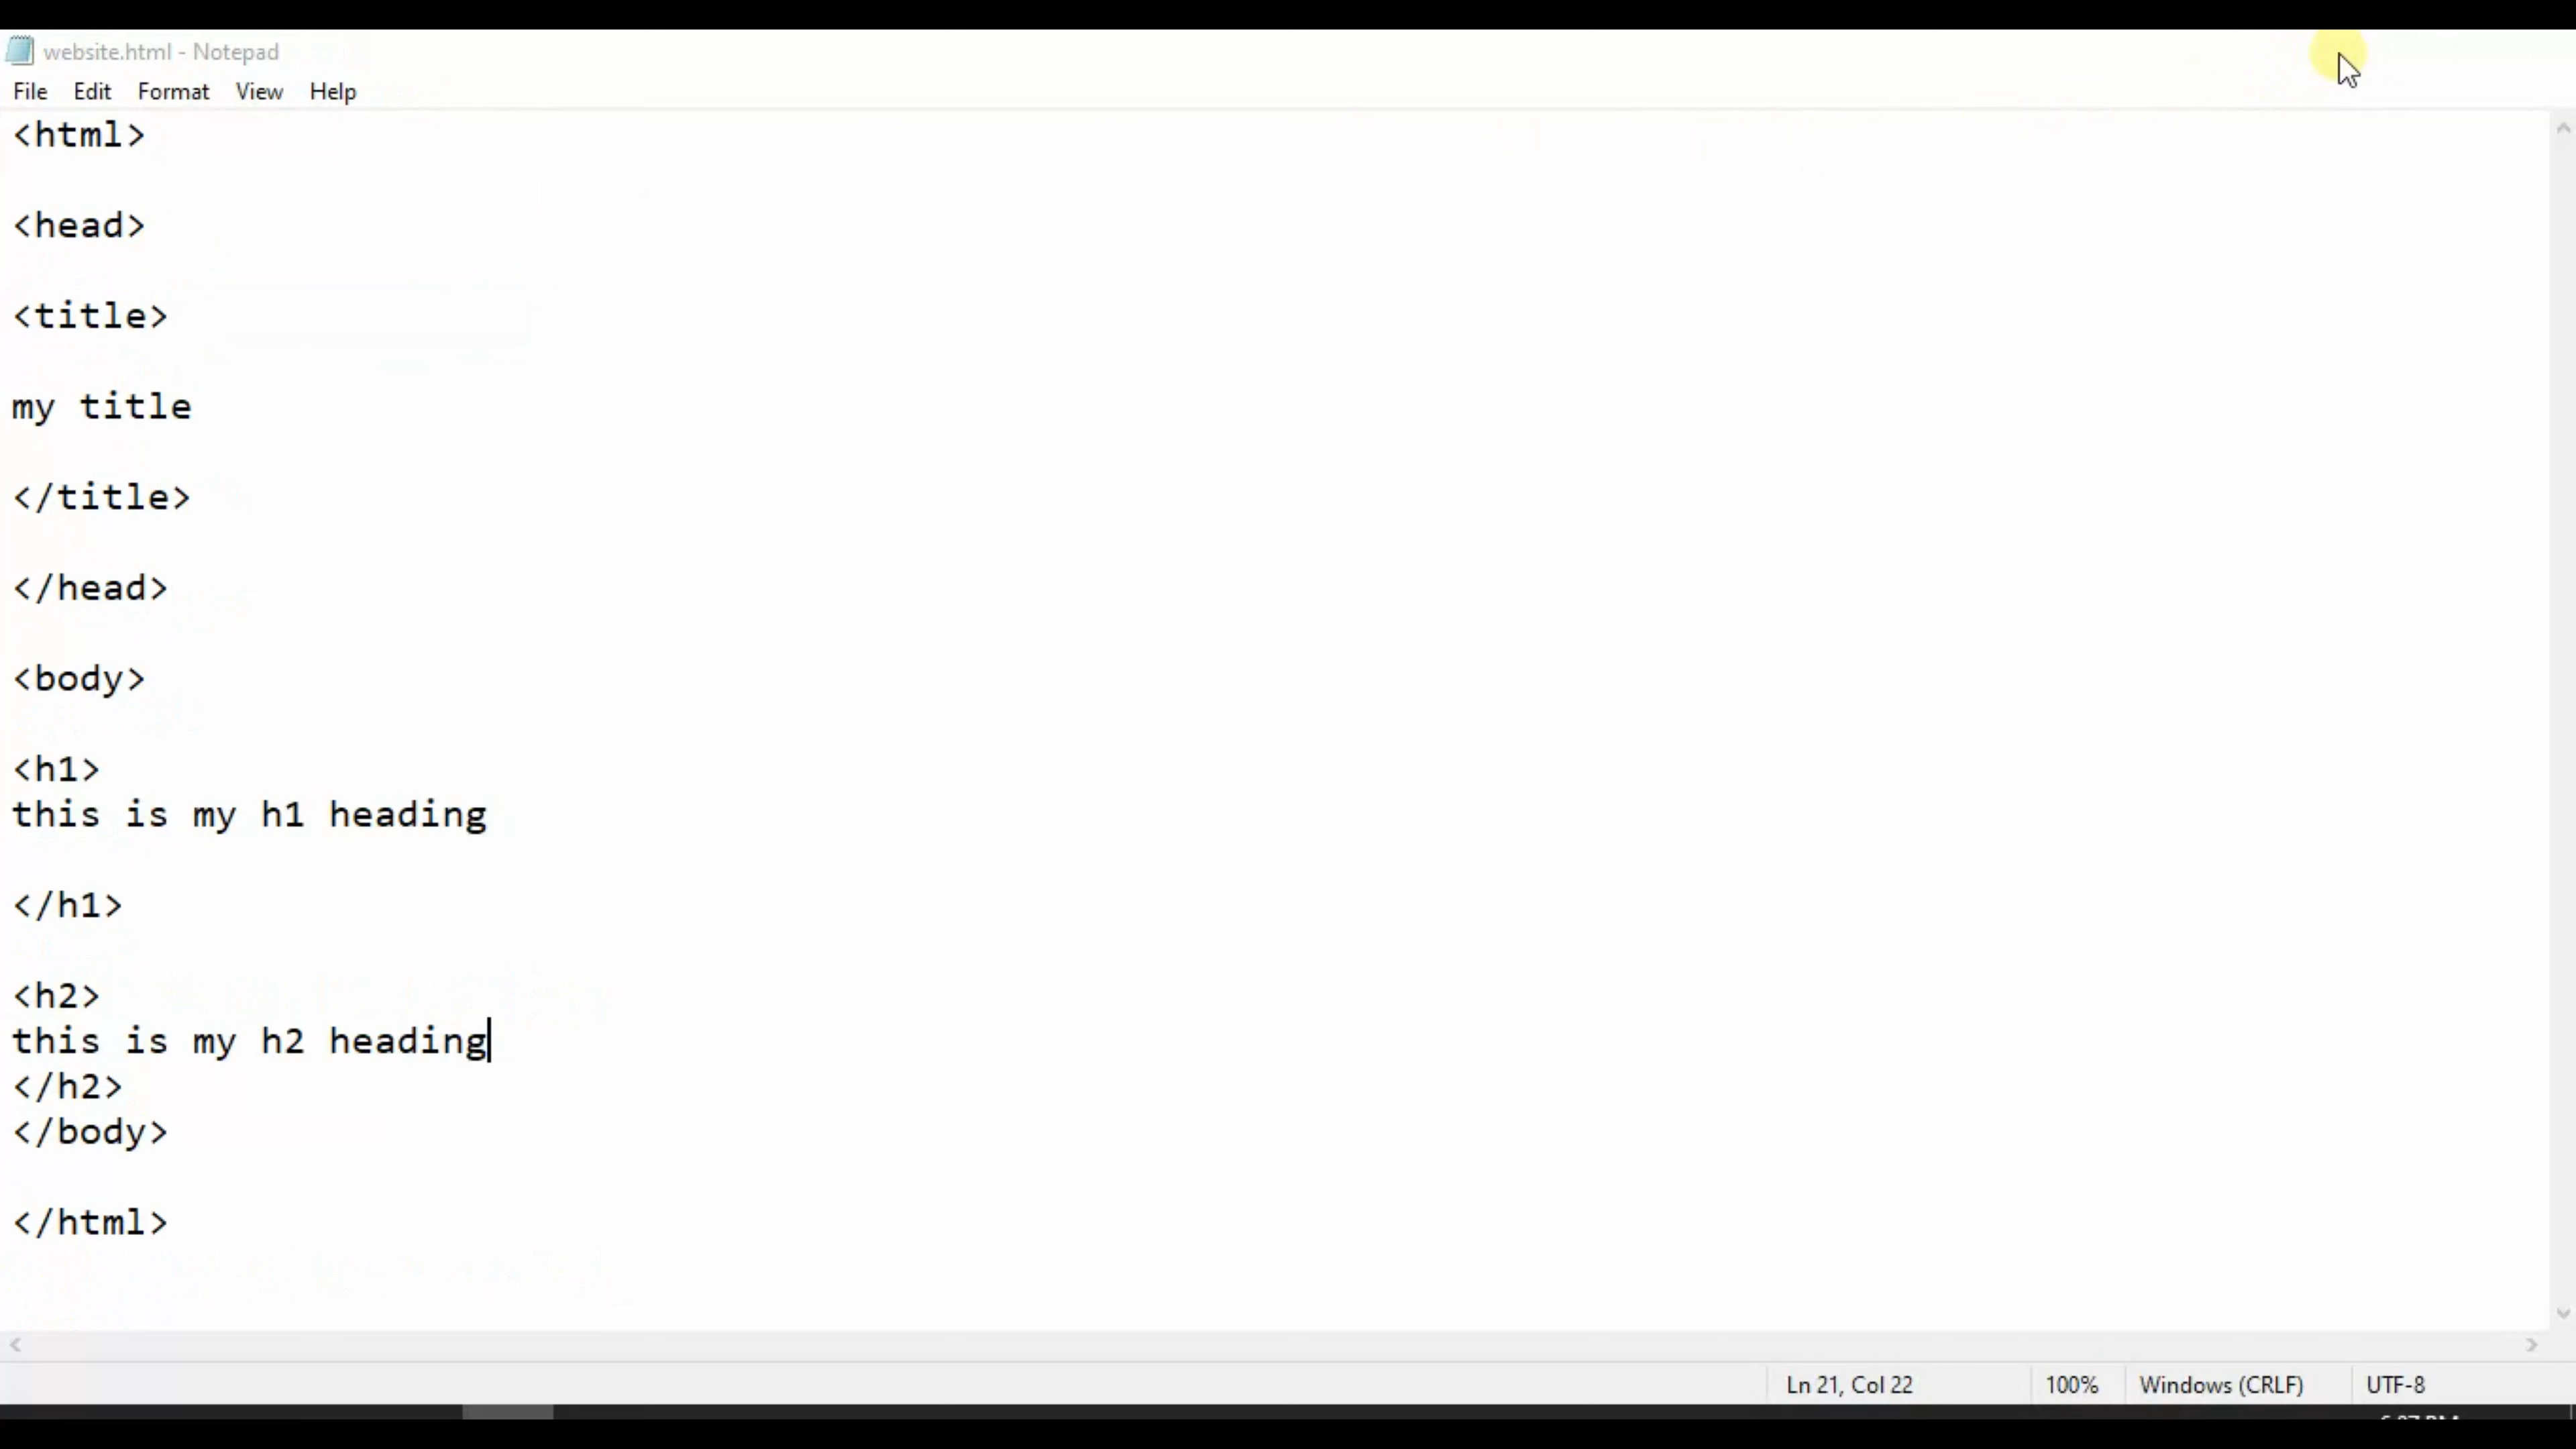 website.html - Notepad
File Edit Format View Help
<html>
<head>
<title>
my title
</title>
</head>
<body>
<h1>
this is my h1 heading
</h1>
<h2>
this is my h2 heading
</h2>
</body>
</html>
Ln 21, Col 22 100% Windows (CRLF) UTF-8